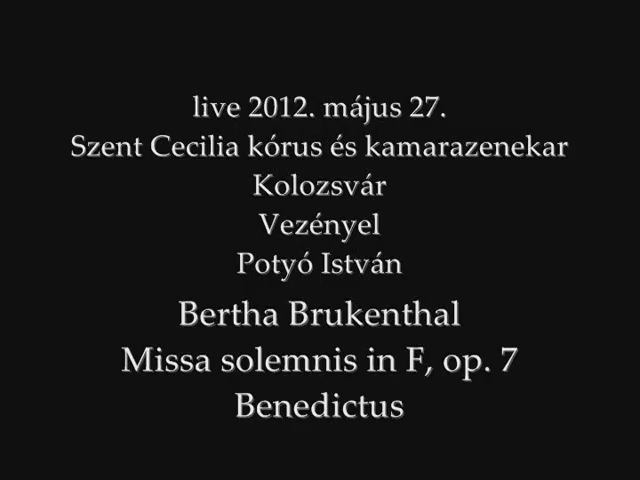 live 2012. május 27.
Szent Cecilia kórus és kamarazenekar
Kolozsvár
Vezényel
Potyó István
Bertha Brukenthal
Missa solemnis in F, op. 7
Benedictus